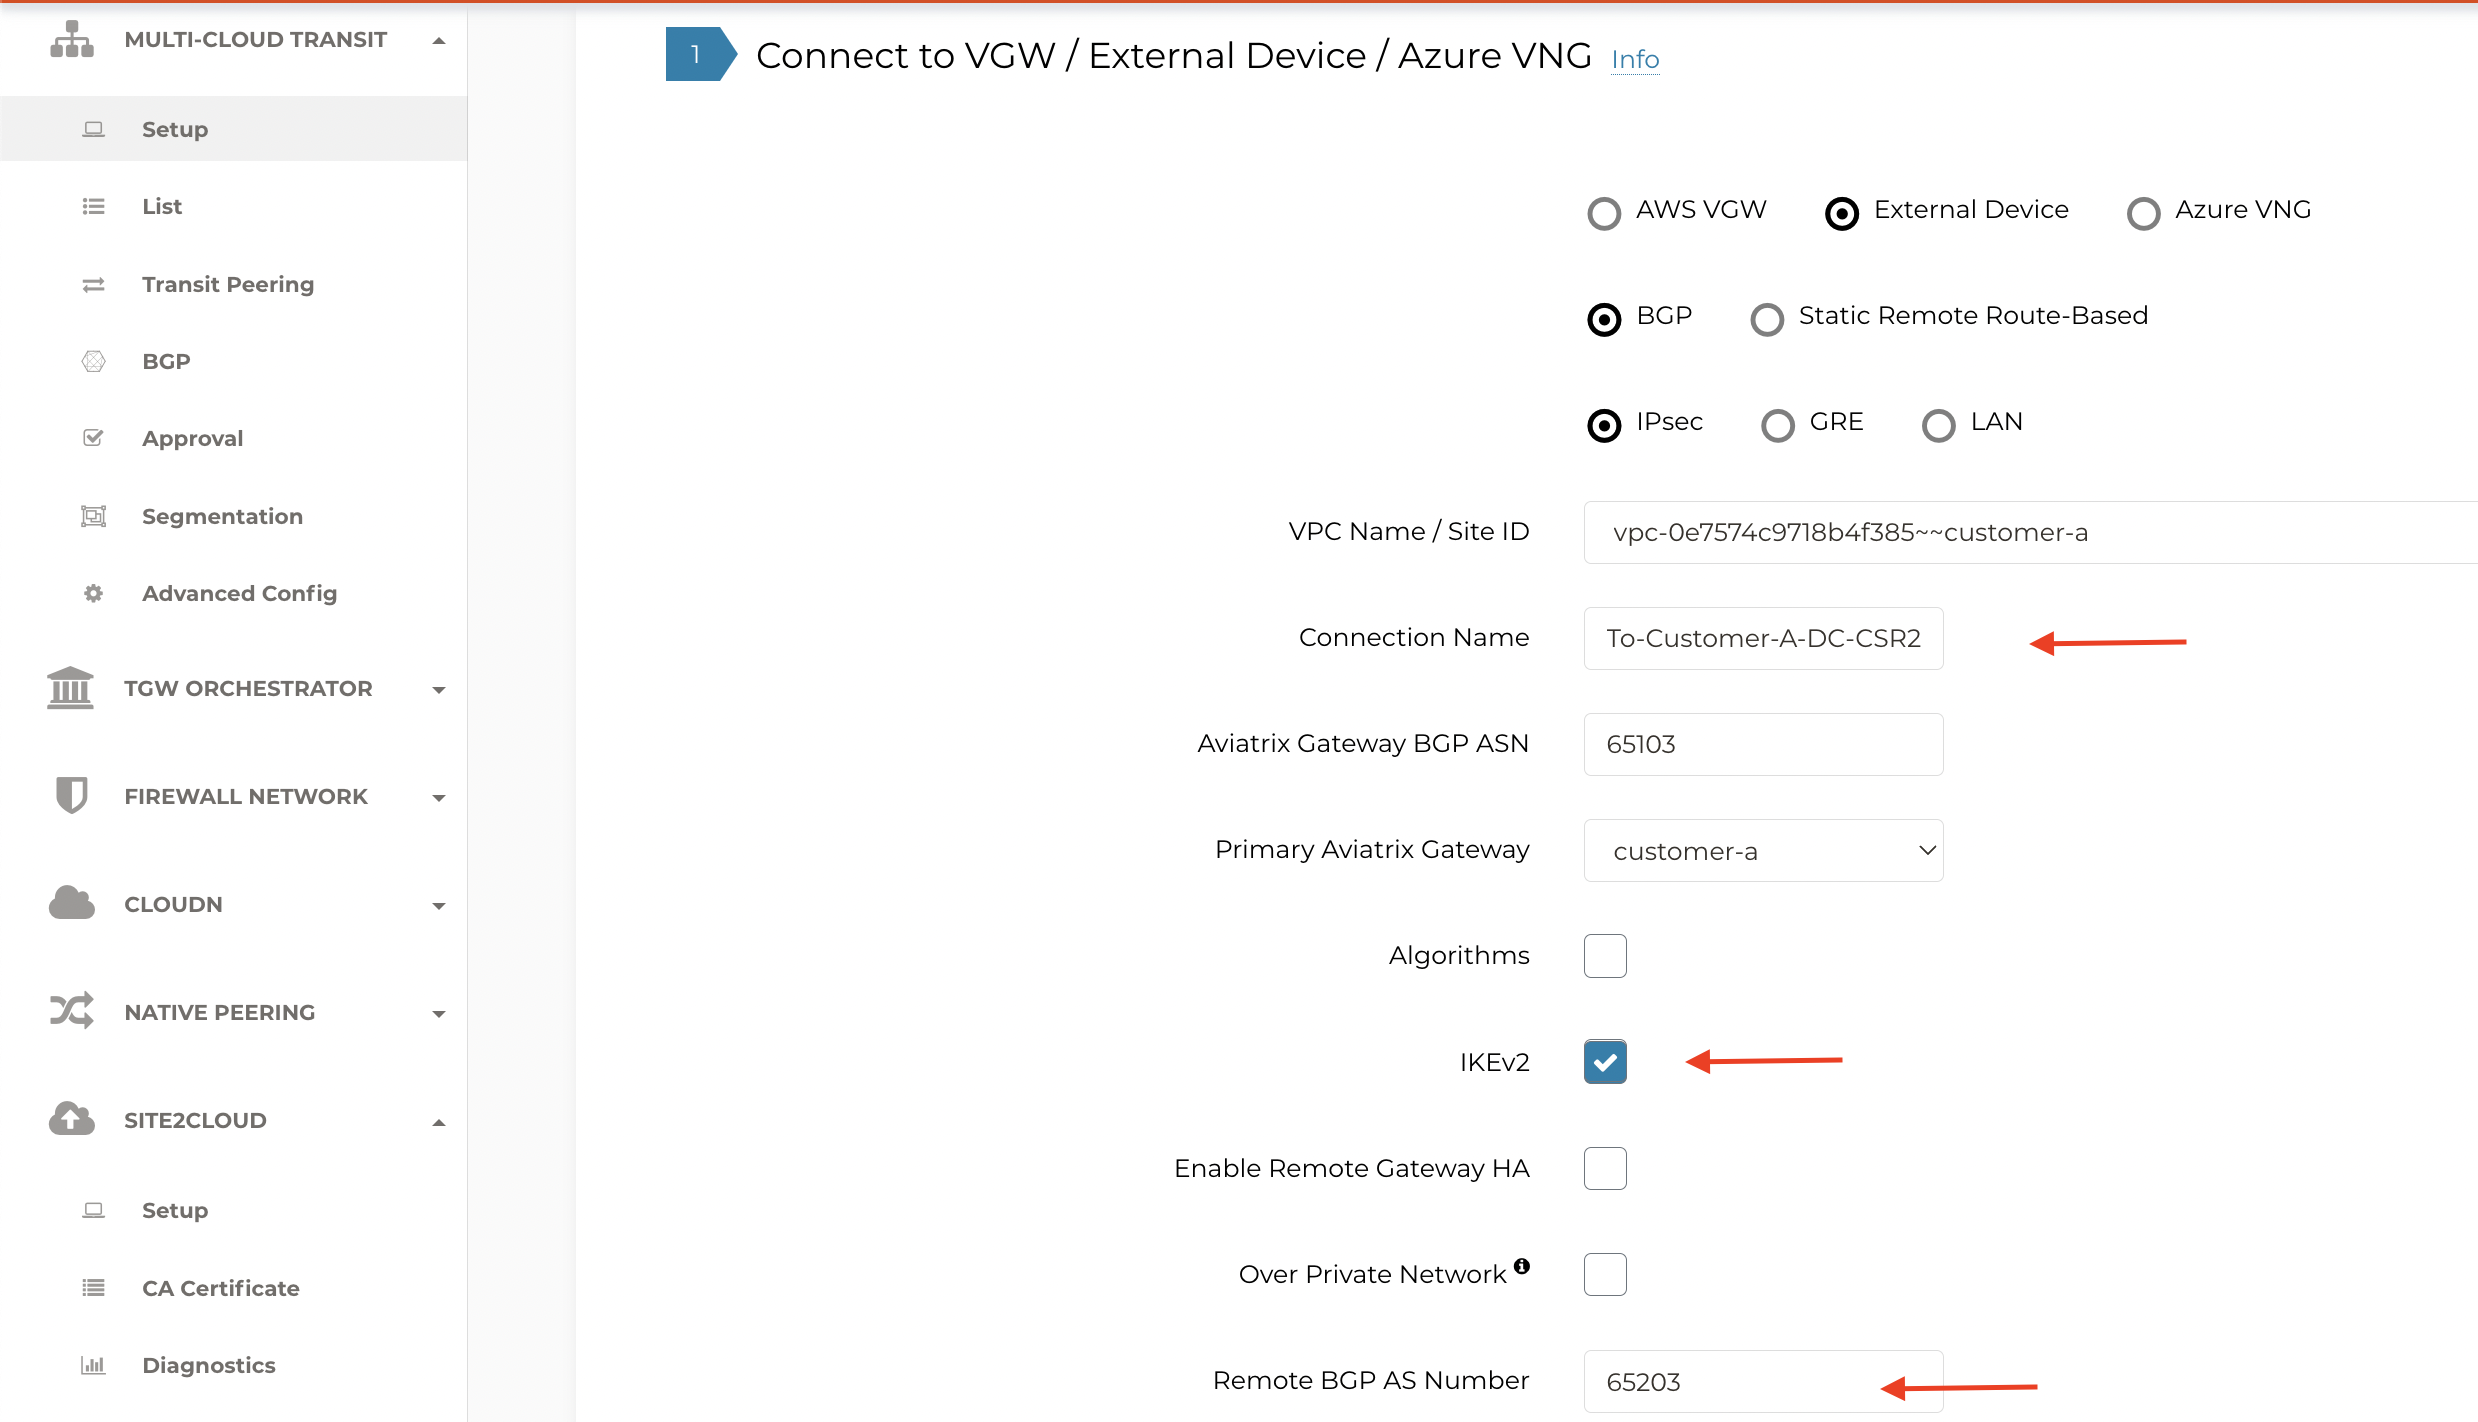 MULTI-CLOUD TRANSIT
Setup
List
Transit Peering
BGP
Approval
Segmentation
Advanced Config
TGW ORCHESTRATOR
FIREWALL NETWORK
CLOUDN
NATIVE PEERING
SITE2CLOUD
Setup
CA Certificate
Diagnostics
1 Connect to VGW / External Device / Azure VNG Info
AWS VGW External Device Azure VNG
BGP Static Remote Route-Based
IPsec GRE LAN
VPC Name / Site ID vpc-0e7574c9718b4f385~~customer-a
Connection Name To-Customer-A-DC-CSR2
Aviatrix Gateway BGP ASN 65103
Primary Aviatrix Gateway customer-a
Algorithms
IKEv2
Enable Remote Gateway HA
Over Private Network
Remote BGP AS Number 65203